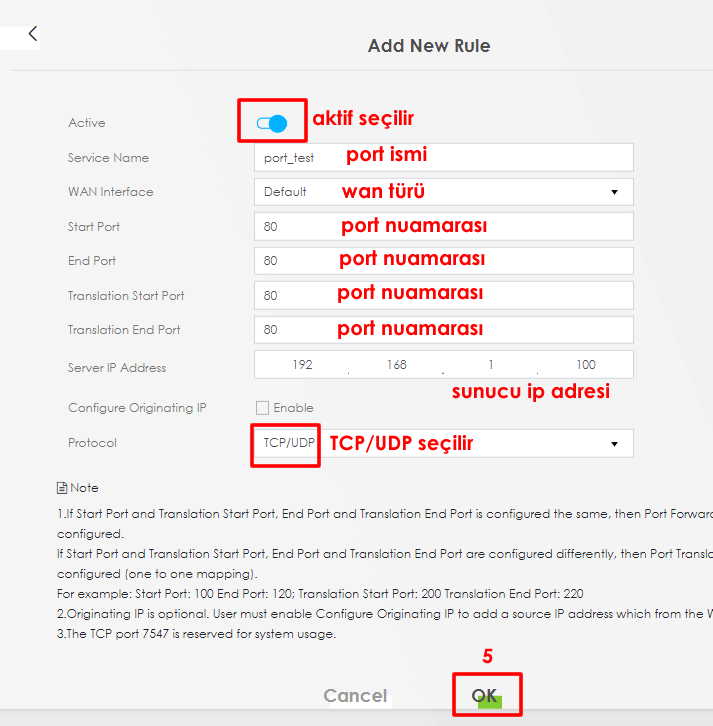 Add New Rule
Active aktif seçilir
Service Name port_test port ismi
WAN Interface Default wan türü
Start Port 80 port nuamarası
End Port 80 port nuamarası
Translation Start Port 80 port nuamarası
Translation End Port 80 port nuamarası
Server IP Address 192 . 168 . 1 . 100
sunucu ip adresi
Configure Originating IP Enable
Protocol TCP/UDP TCP/UDP seçilir
Note
1.If Start Port and Translation Start Port, End Port and Translation End Port is configured the same, then Port Forward
configured.
If Start Port and Translation Start Port, End Port and Translation End Port are configured differently, then Port Transl
configured (one to one mapping).
For example: Start Port: 100 End Port: 120; Translation Start Port: 200 Translation End Port: 220
2.Originating IP is optional. User must enable Configure Originating IP to add a source IP address which from the W
3.The TCP port 7547 is reserved for system usage.
5
Cancel OK